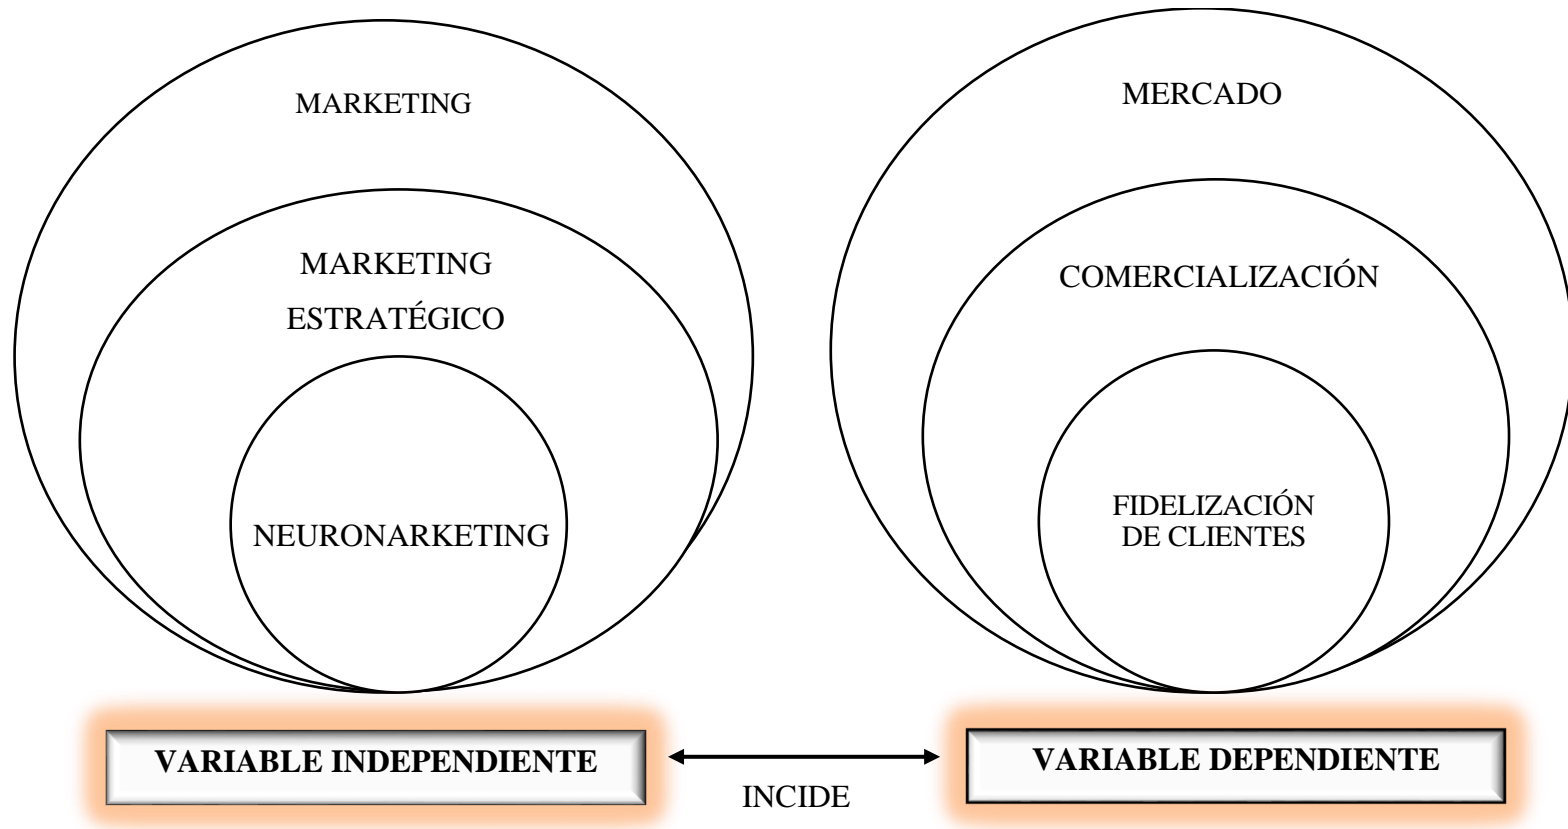 MARKETING
MARKETING
ESTRATÉGICO
NEURONARKETING
VARIABLE INDEPENDIENTE
INCIDE
MERCADO
COMERCIALIZACIÓN
FIDELIZACIÓN
DE CLIENTES
VARIABLE DEPENDIENTE